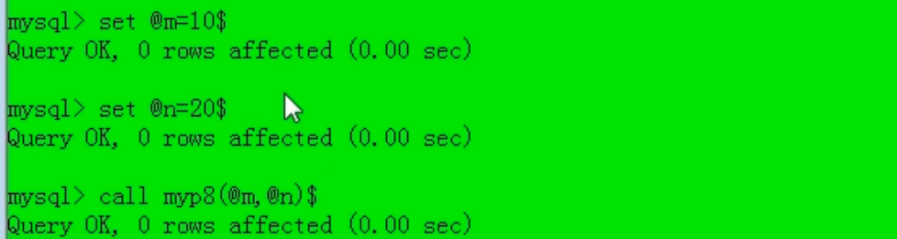 mysql> set @m=10$
Query OK, 0 rows affected (0.00 sec)
mysql> set @n=20$
Query OK, 0 rows affected (0.00 sec)
mysql> call myp8(@m,@n)$
Query OK, 0 rows affected (0.00 sec)